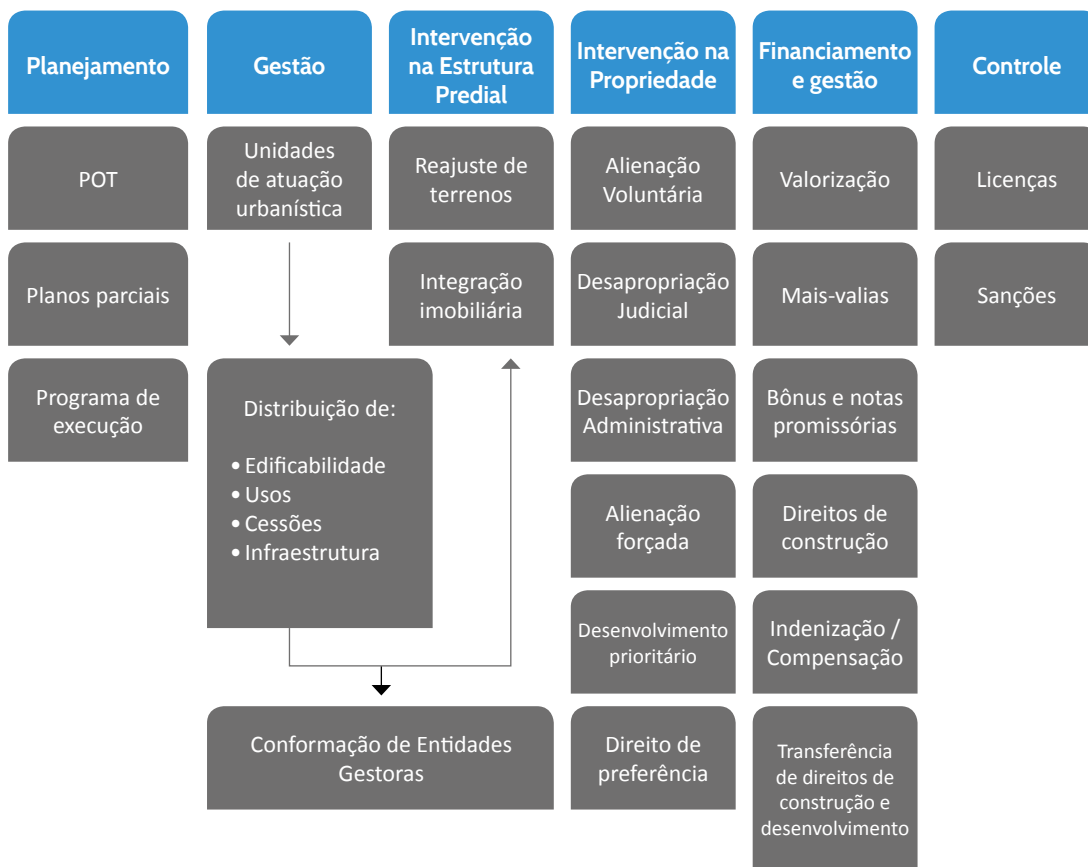 Planejamento
Gestão
Intervenção
na Estrutura
Predial
Intervenção na
Propriedade
Financiamento
e gestão
Controle
POT
Planos parciais
Programa de
execução
Unidades
de atuação
urbanística
Distribuição de:
• Edificabilidade
• Usos
• Cessões
• Infraestrutura
Conformação de Entidades
Gestoras
Reajuste de
terrenos
Integração
imobiliária
Alienação
Voluntária
Desapropriação
Judicial
Desapropriação
Administrativa
Alienação
forçada
Desenvolvimento
prioritário
Direito de
preferência
Valorização
Mais-valias
Bônus e notas
promissórias
Direitos de
construção
Indenização /
Compensação
Transferência
de direitos de
construção e
desenvolvimento
Licenças
Sanções